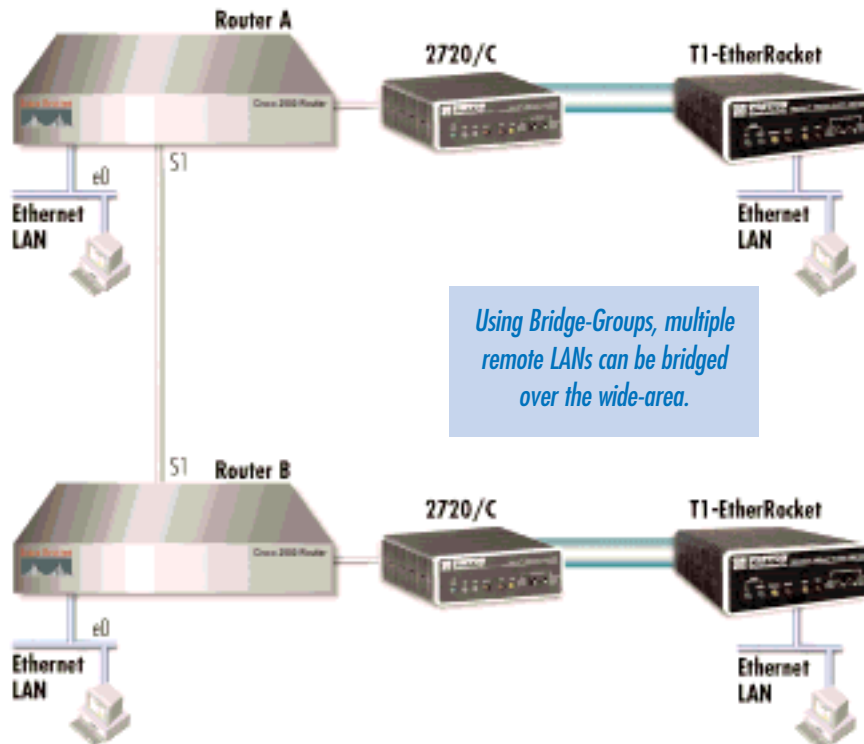 Router A
2720/C
T1-EtherRocket
S1
e0
Ethernet
LAN
Ethernet
LAN
Using Bridge-Groups, multiple
remote LANs can be bridged
over the wide-area.
S1
Router B
2720/C
T1-EtherRocket
e0
Ethernet
LAN
Ethernet
LAN